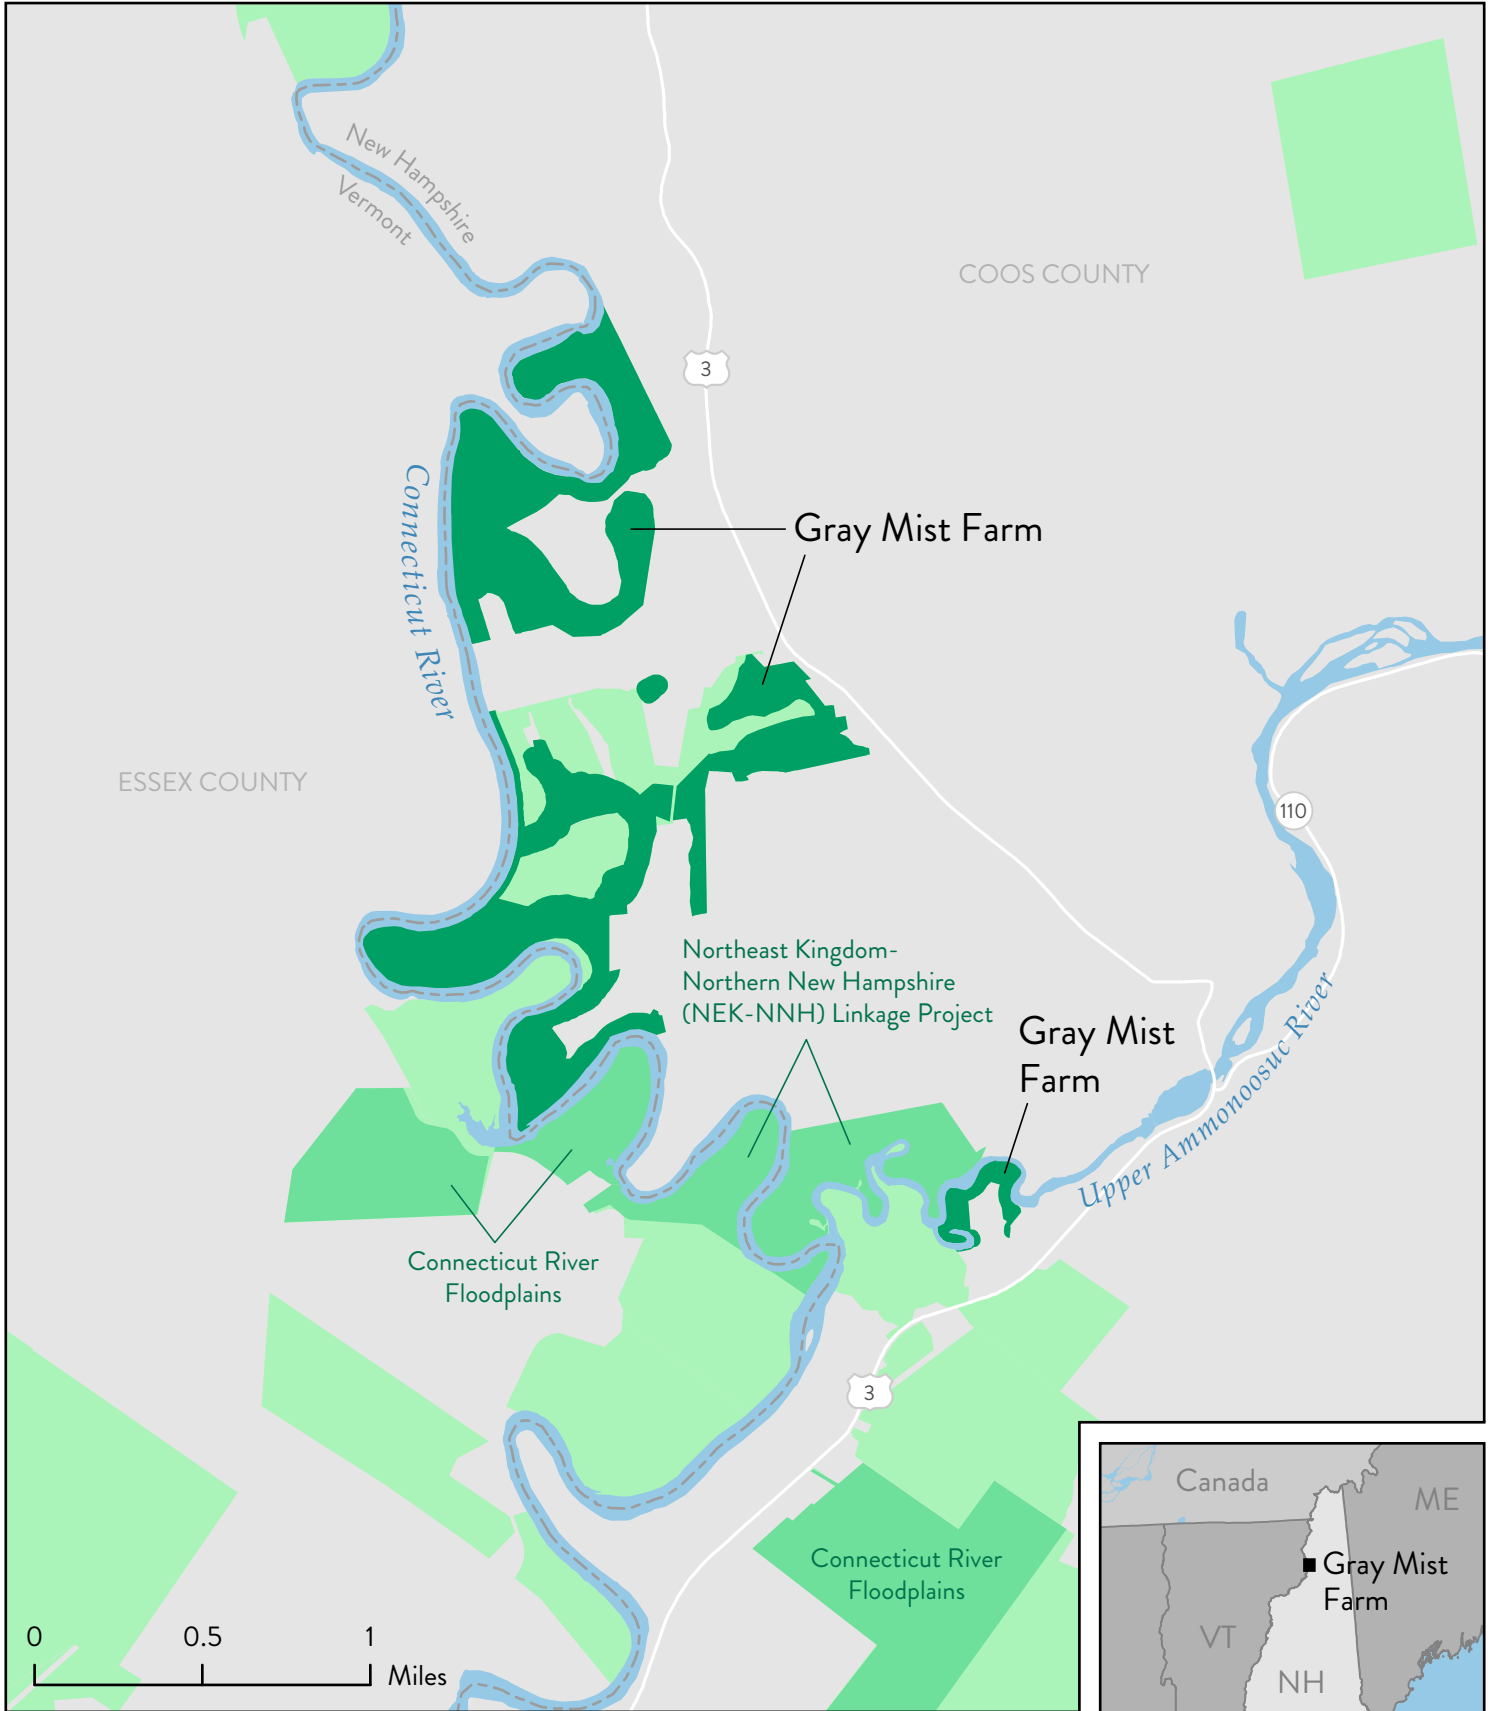 New Hampshire
Vermont
COOS COUNTY
3
Connecticut River
Gray Mist Farm
ESSEX COUNTY
110
Northeast Kingdom-
Northern New Hampshire
(NEK-NNH) Linkage Project
Gray Mist
Farm
Upper Ammonoosuc River
Connecticut River
Floodplains
3
Connecticut River
Floodplains
0 0.5 1
Miles
Canada
ME
Gray Mist
Farm
VT
NH